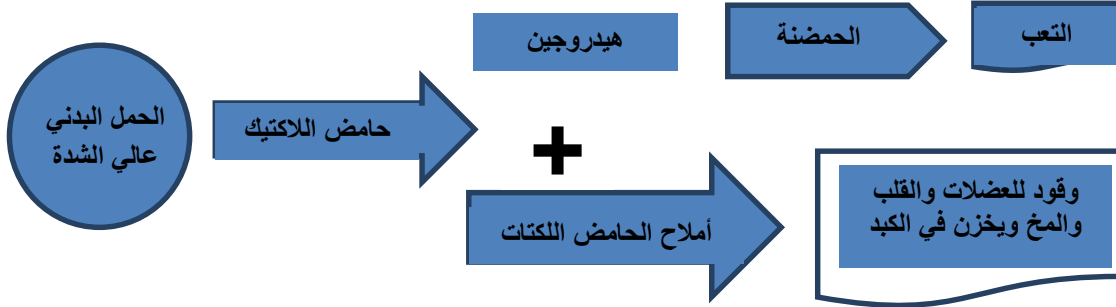 الحمل البدني
عالي الشدة
حامض اللاكتيك
هيدروجين
الحمضنة
التعب
+
أملاح الحامض اللكتات
وقود للعضلات والقلب
والمخ ويخزن في الكبد